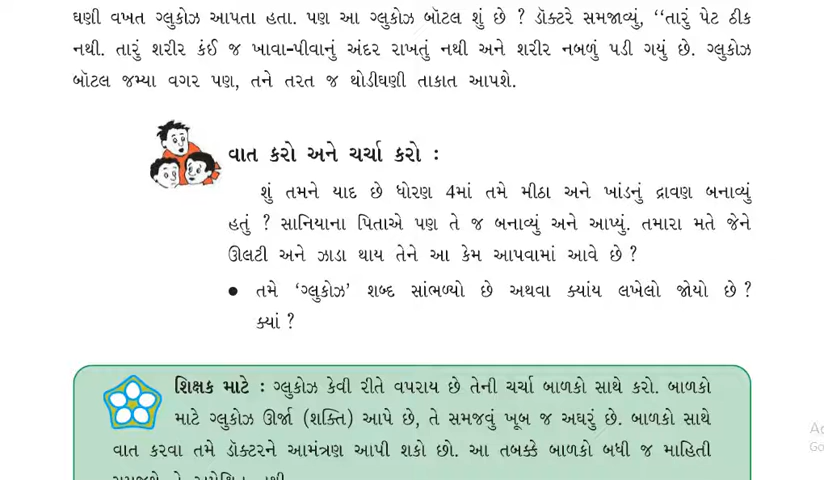 ઘણી વખત ગ્લુકોઝ આપતા હતા. પણ આ ગ્લુકોઝ બૉટલ શું છે ? ડૉક્ટરે સમજાવ્યું, ‘‘તારું પેટ ઠીક
નથી. તારું શરીર કંઈ જ ખાવા-પીવાનું અંદર રાખતું નથી અને શરીર નબળું પડી ગયું છે. ગ્લુકોઝ
બૉટલ જમ્યા વગર પણ, તને તરત જ થોડીઘણી તાકાત આપશે.
વાત કરો અને ચર્ચા કરો :
શું તમને યાદ છે ધોરણ 4માં તમે મીઠા અને ખાંડનું દ્રાવણ બનાવ્યું
હતું ? સાનિયાના પિતાએ પણ તે જ બનાવ્યું અને આપ્યું. તમારા મતે જેને
ઊલટી અને ઝાડા થાય તેને આ કેમ આપવામાં આવે છે ?
● તમે ‘ગ્લુકોઝ’ શબ્દ સાંભળ્યો છે અથવા ક્યાંય લખેલો જોયો છે ?
ક્યાં ?
શિક્ષક માટે : ગ્લુકોઝ કેવી રીતે વપરાય છે તેની ચર્ચા બાળકો સાથે કરો. બાળકો
માટે ગ્લુકોઝ ઊર્જા (શક્તિ) આપે છે, તે સમજવું ખૂબ જ અઘરું છે. બાળકો સાથે
વાત કરવા તમે ડૉક્ટરને આમંત્રણ આપી શકો છો. આ તબક્કે બાળકો બધી જ માહિતી